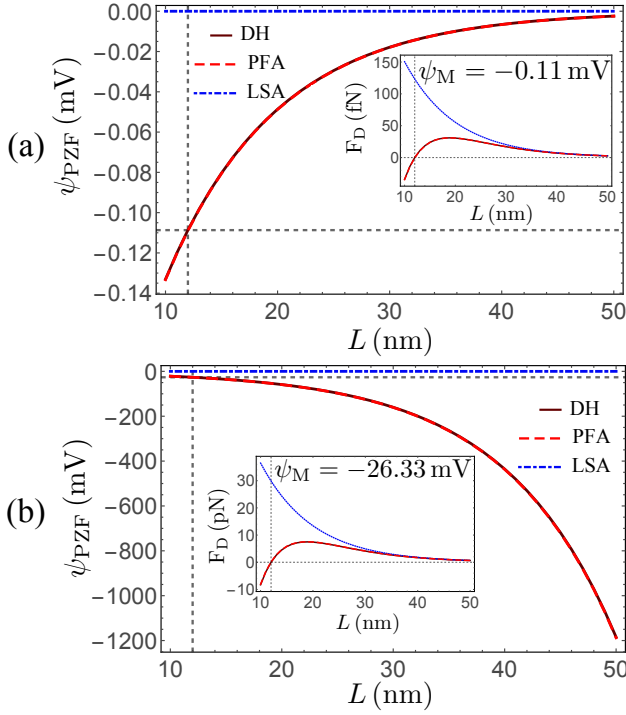 (a)
ψPZF (mV)
0.00
−0.02
−0.04
−0.06
−0.08
−0.10
−0.12
−0.14
DH
PFA
LSA
ψM = −0.11 mV
FD (fN)
150
100
50
0
10 20 30 40 50
L (nm)
10 20 30 40 50
L (nm)
(b)
ψPZF (mV)
0
−200
−400
−600
−800
−1000
−1200
DH
PFA
LSA
ψM = −26.33 mV
FD (pN)
30
20
10
0
−10
10 20 30 40 50
L (nm)
10 20 30 40 50
L (nm)